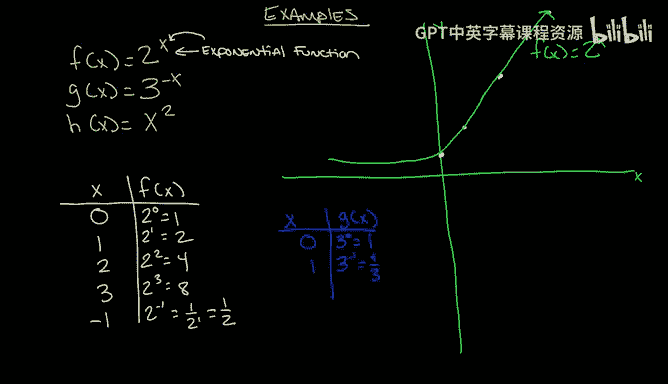 EXAMPLES
GPT中英字幕课程资源 bilibili
f(x) = 2^x ← EXPONENTIAL FUNCTION
f(x) = 2^x
g(x) = 3^-x
h(x) = x^2
x f(x)
0 2^0 = 1
1 2^1 = 2
2 2^2 = 4
3 2^3 = 8
-1 2^-1 = 1/2^1 = 1/2
x g(x)
0 3^0 = 1
1 3^-1 = 1/3
x